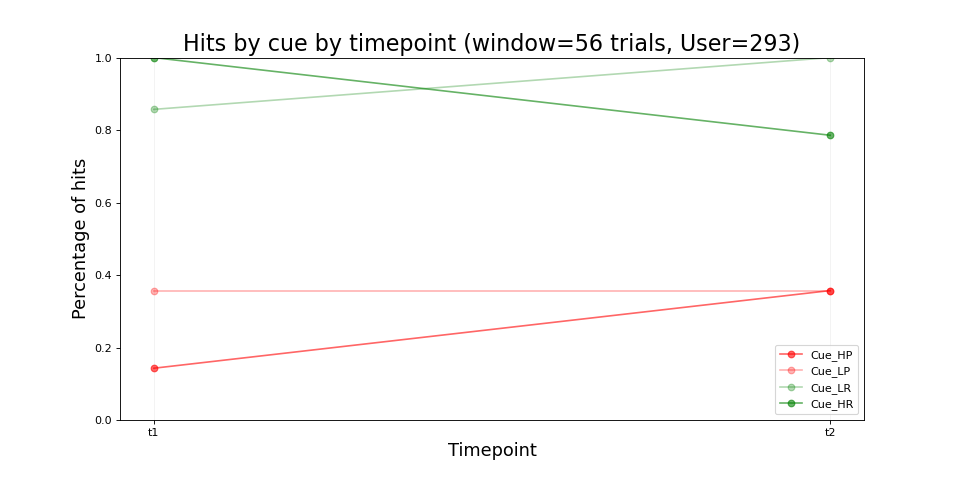 Hits by cue by timepoint (window=56 trials, User=293)
Percentage of hits
1.0
0.8
0.6
0.4
0.2
0.0
t1
t2
Timepoint
Cue_HP
Cue_LP
Cue_LR
Cue_HR